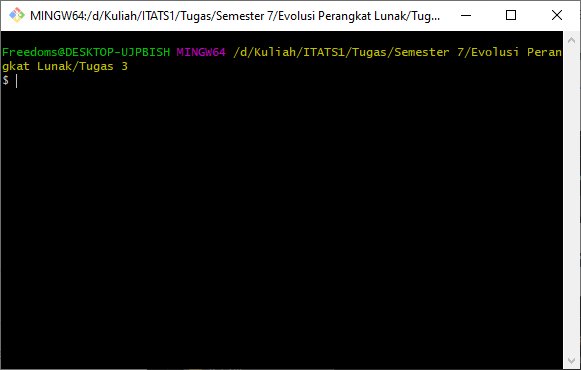 MINGW64:/d/Kuliah/ITATS1/Tugas/Semester 7/Evolusi Perangkat Lunak/Tug...
Freedoms@DESKTOP-UJPBISH MINGW64 /d/Kuliah/ITATS1/Tugas/Semester 7/Evolusi Peran
gkat Lunak/Tugas 3
$